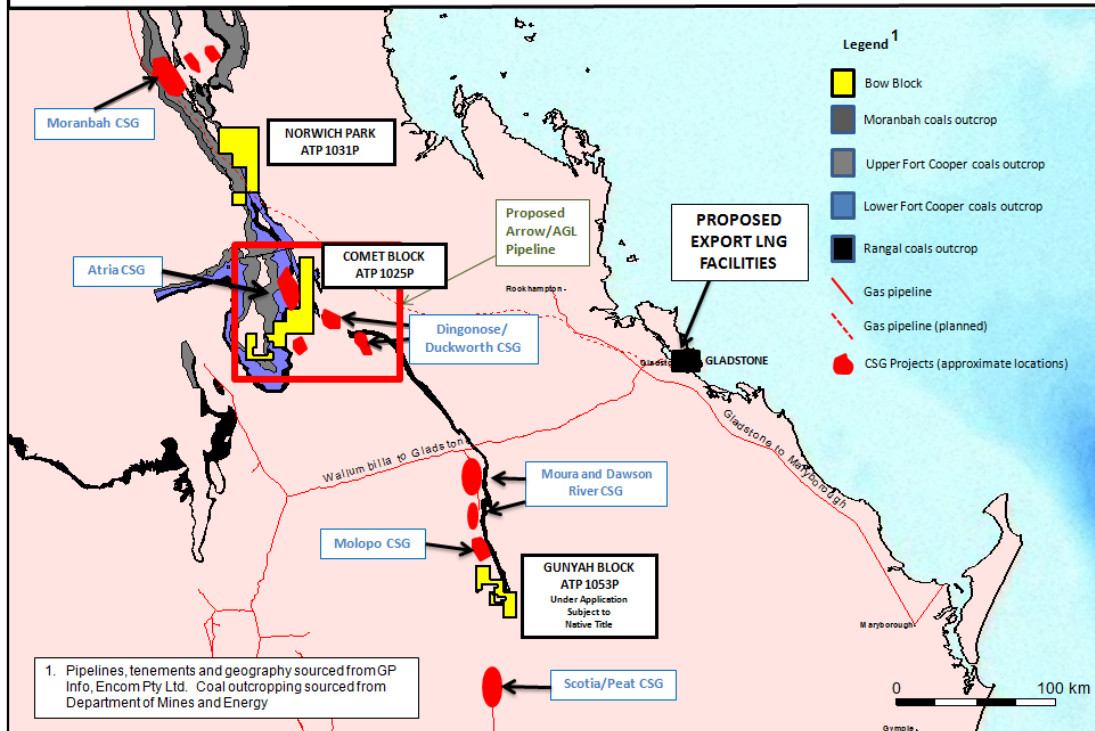 Legend 1
Bow Block
Moranbah coals outcrop
Upper Fort Cooper coals outcrop
Lower Fort Cooper coals outcrop
Rangal coals outcrop
Gas pipeline
Gas pipeline (planned)
CSG Projects (approximate locations)
Moranbah CSG
NORWICH PARK
ATP 1031P
Proposed
Arrow/AGL
Pipeline
PROPOSED
EXPORT LNG
FACILITIES
Atria CSG
COMET BLOCK
ATP 1025P
Rookhampton
Dingonose/
Duckworth CSG
GLADSTONE
Wallumbilla to Gladstone
Gladstone to Maryborough
Moura and Dawson
River CSG
Molopo CSG
GUNYAH BLOCK
ATP 1053P
Under Application
Subject to
Native Title
Maryborough
Scotia/Peat CSG
1. Pipelines, tenements and geography sourced from GP
Info, Encom Pty Ltd. Coal outcropping sourced from
Department of Mines and Energy
0 100 km
Gympie